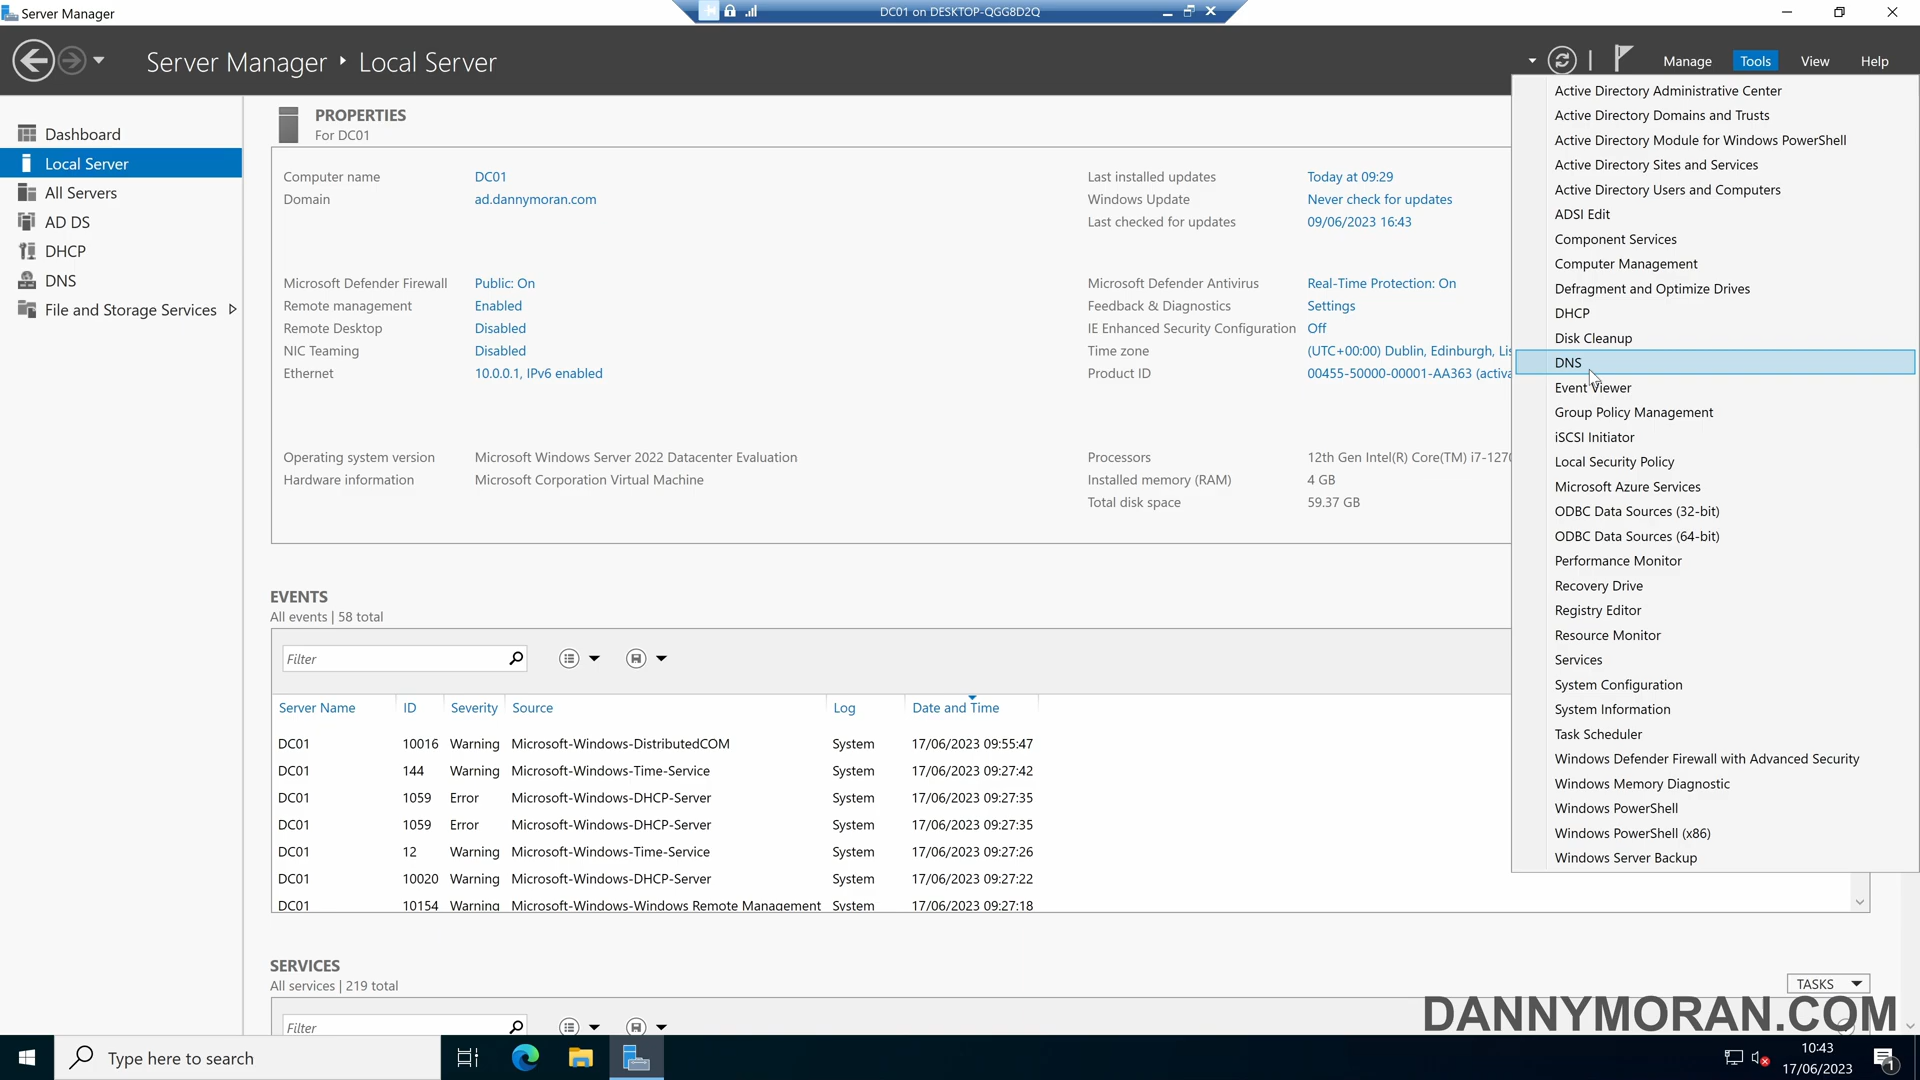 Server Manager
DC01 on DESKTOP-QGG8D2Q
Server Manager ‣ Local Server
Manage Tools View Help
Dashboard
Local Server
All Servers
AD DS
DHCP
DNS
File and Storage Services
PROPERTIES
For DC01
Computer name DC01
Domain ad.dannymoran.com
Last installed updates Today at 09:29
Windows Update Never check for updates
Last checked for updates 09/06/2023 16:43
Microsoft Defender Firewall Public: On
Remote management Enabled
Remote Desktop Disabled
NIC Teaming Disabled
Ethernet 10.0.0.1, IPv6 enabled
Microsoft Defender Antivirus Real-Time Protection: On
Feedback & Diagnostics Settings
IE Enhanced Security Configuration Off
Time zone (UTC+00:00) Dublin, Edinburgh, Lis
Product ID 00455-50000-00001-AA363 (activa
Operating system version Microsoft Windows Server 2022 Datacenter Evaluation
Hardware information Microsoft Corporation Virtual Machine
Processors 12th Gen Intel(R) Core(TM) i7-1270
Installed memory (RAM) 4 GB
Total disk space 59.37 GB
EVENTS
All events | 58 total
Filter
Server Name ID Severity Source Log Date and Time
DC01 10016 Warning Microsoft-Windows-DistributedCOM System 17/06/2023 09:55:47
DC01 144 Warning Microsoft-Windows-Time-Service System 17/06/2023 09:27:42
DC01 1059 Error Microsoft-Windows-DHCP-Server System 17/06/2023 09:27:35
DC01 1059 Error Microsoft-Windows-DHCP-Server System 17/06/2023 09:27:35
DC01 12 Warning Microsoft-Windows-Time-Service System 17/06/2023 09:27:26
DC01 10020 Warning Microsoft-Windows-DHCP-Server System 17/06/2023 09:27:22
DC01 10154 Warning Microsoft-Windows-Windows Remote Management System 17/06/2023 09:27:18
SERVICES
All services | 219 total
TASKS
Filter
Active Directory Administrative Center
Active Directory Domains and Trusts
Active Directory Module for Windows PowerShell
Active Directory Sites and Services
Active Directory Users and Computers
ADSI Edit
Component Services
Computer Management
Defragment and Optimize Drives
DHCP
Disk Cleanup
DNS
Event Viewer
Group Policy Management
iSCSI Initiator
Local Security Policy
Microsoft Azure Services
ODBC Data Sources (32-bit)
ODBC Data Sources (64-bit)
Performance Monitor
Recovery Drive
Registry Editor
Resource Monitor
Services
System Configuration
System Information
Task Scheduler
Windows Defender Firewall with Advanced Security
Windows Memory Diagnostic
Windows PowerShell
Windows PowerShell (x86)
Windows Server Backup
DANNYMORAN.COM
Type here to search
10:43
17/06/2023
1